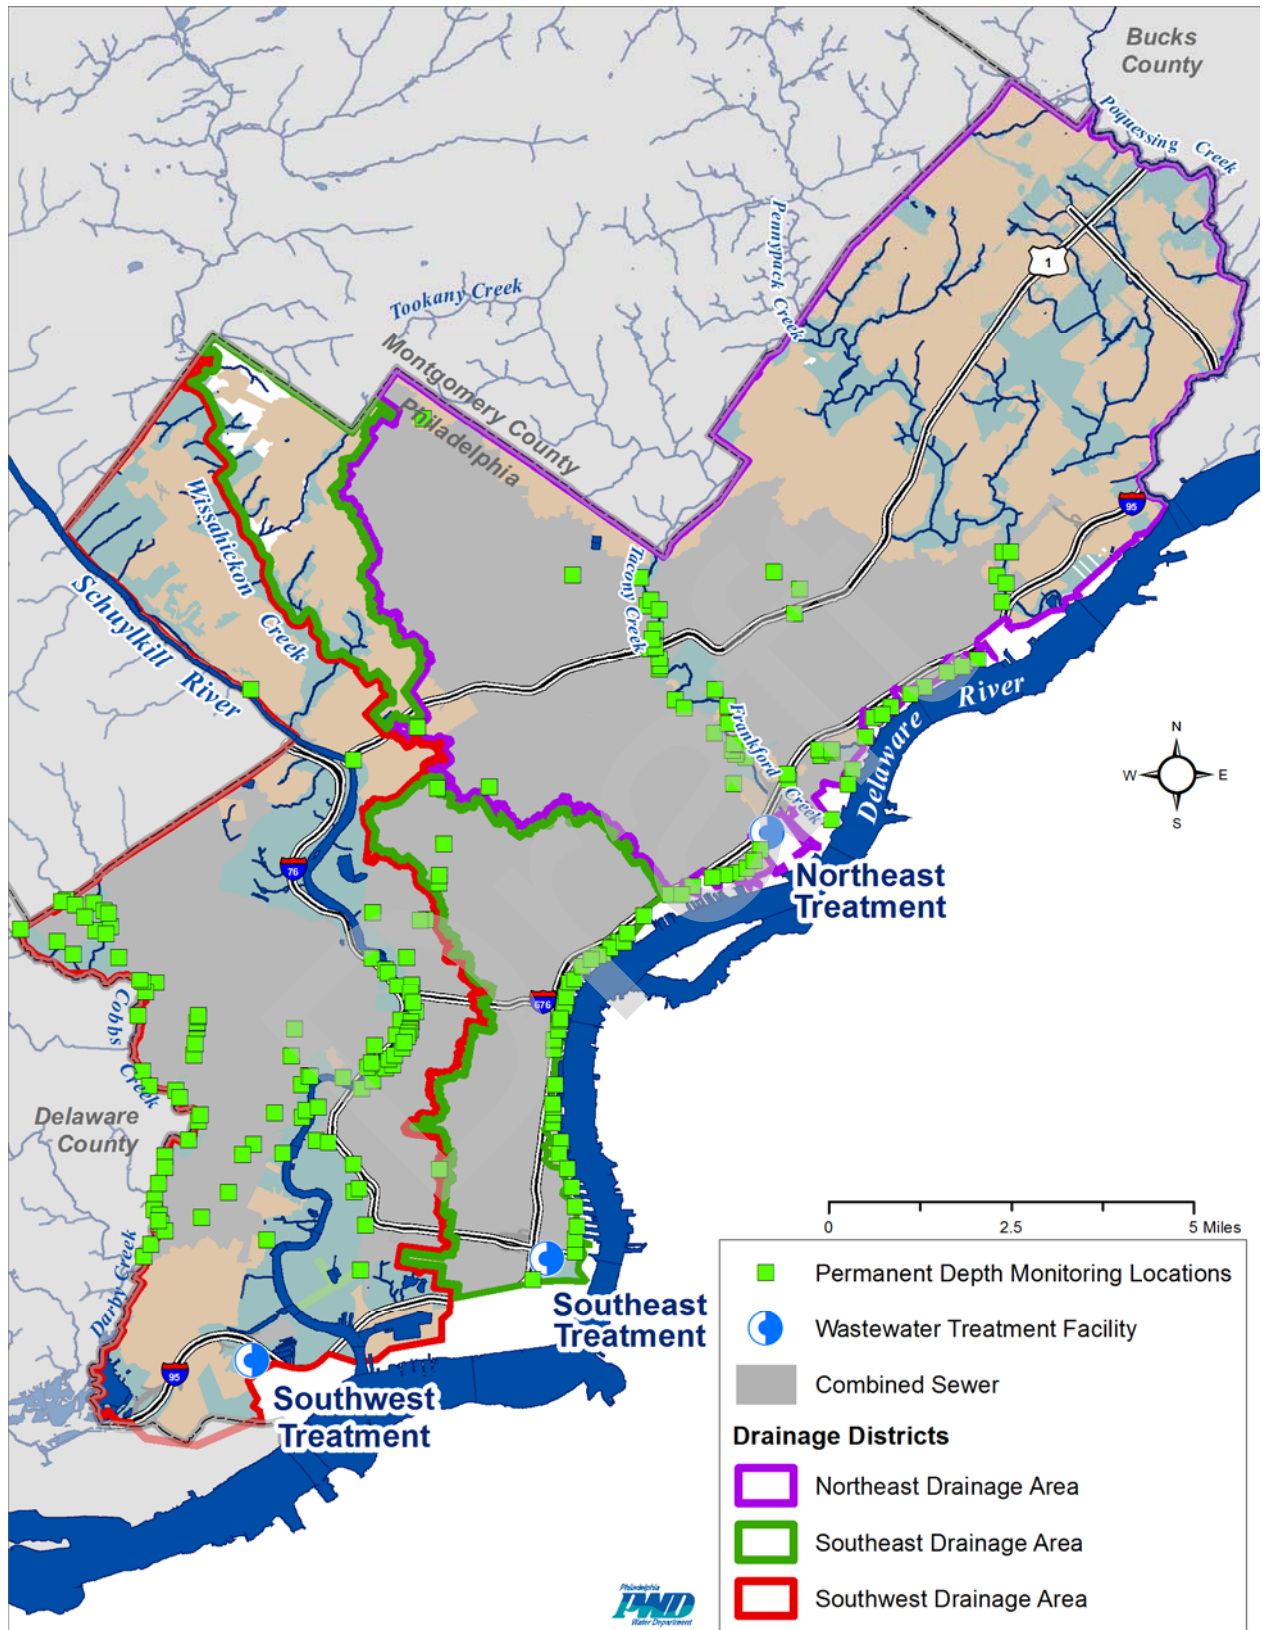 Bucks
County
Poquessing Creek
Pennypack Creek
1
Tookany Creek
Montgomery County
Philadelphia
Wissahickon Creek
95
Tacony Creek
Schuylkill River
Delaware River
Frankford Creek
N
W E
S
76
Northeast
Treatment
676
Cobbs Creek
Delaware
County
0 2.5 5 Miles
Darby Creek
Southeast
Treatment
95
Southwest
Treatment
Permanent Depth Monitoring Locations
Wastewater Treatment Facility
Combined Sewer
Drainage Districts
Northeast Drainage Area
Southeast Drainage Area
Southwest Drainage Area
Philadelphia
PWD
Water Department